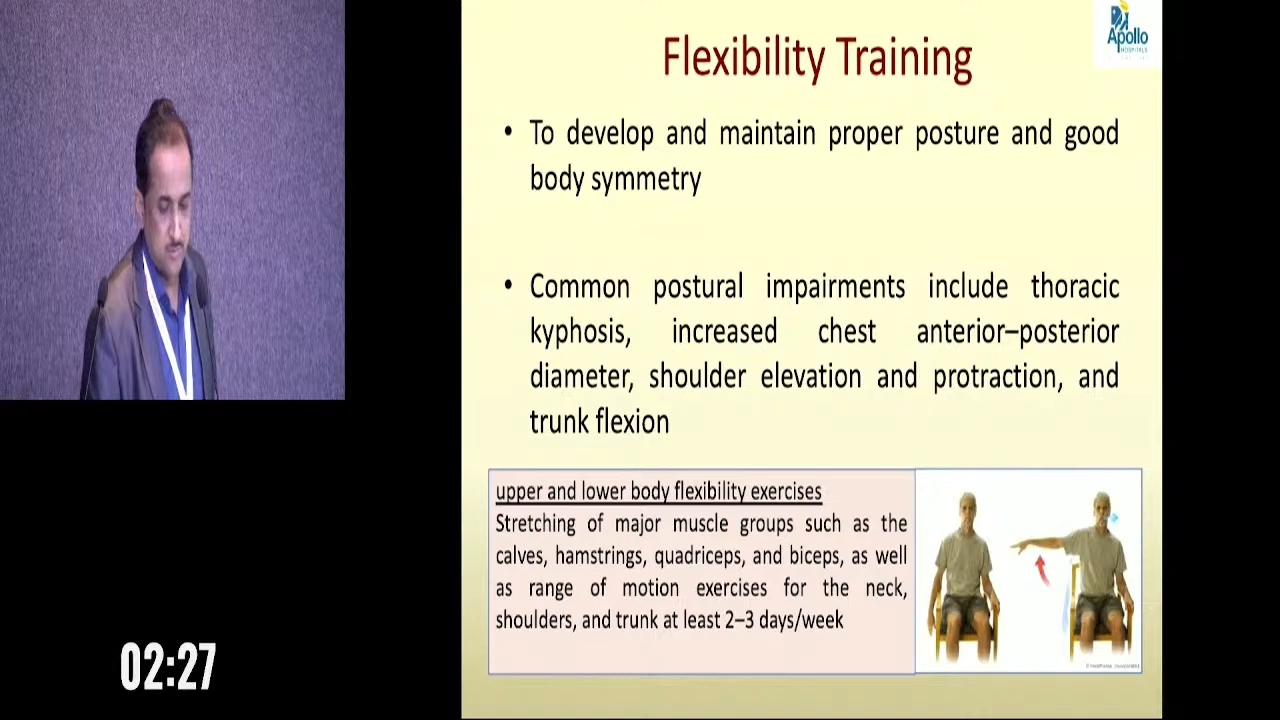 Apollo
HOSPITALS
Flexibility Training
• To develop and maintain proper posture and good
body symmetry
• Common postural impairments include thoracic
kyphosis, increased chest anterior–posterior
diameter, shoulder elevation and protraction, and
trunk flexion
upper and lower body flexibility exercises
Stretching of major muscle groups such as the
calves, hamstrings, quadriceps, and biceps, as well
as range of motion exercises for the neck,
shoulders, and trunk at least 2–3 days/week
02:27